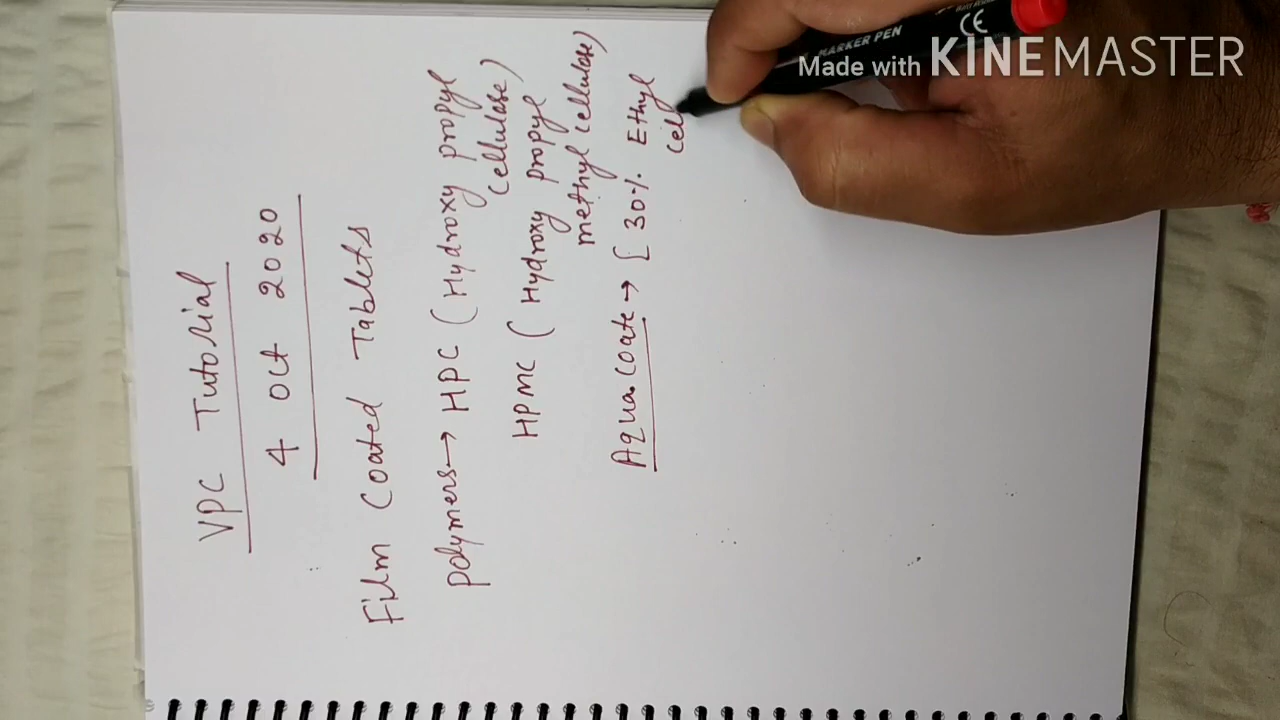 VPC Tutorial
4 Oct 2020
Film Coated Tablets
polymers → HPC (Hydroxy propyl
cellulose)
HPMC (Hydroxy propyl
methyl cellulose)
Aqua.coate → [ 30% Ethyl
cel
MARKER PEN
CE
Made with KINEMASTER